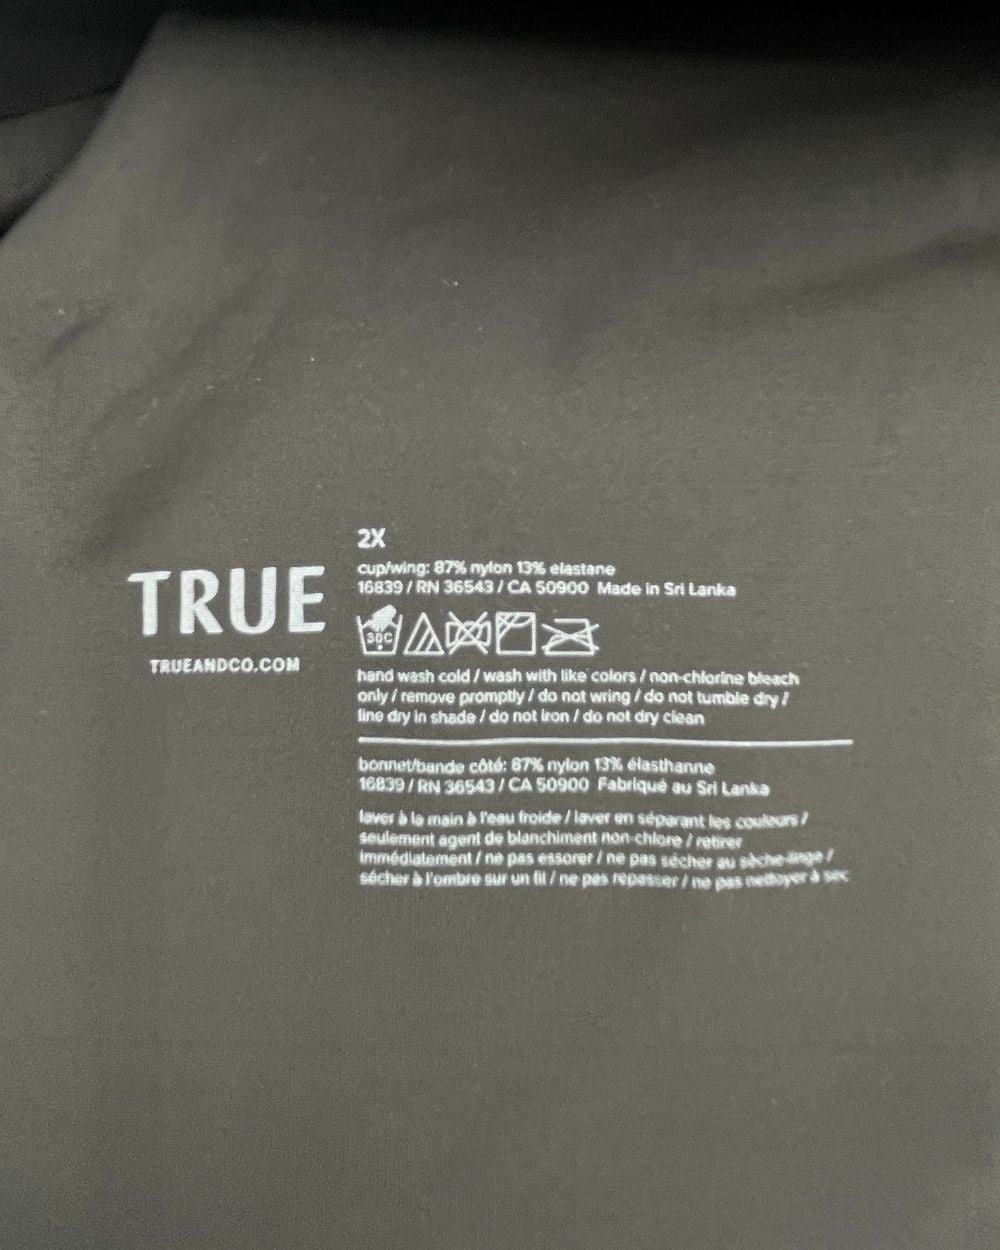 TRUE
TRUEANDCO.COM
2X
cup/wing: 87% nylon 13% elastane
16839 / RN 36543 / CA 50900 Made in Sri Lanka
30C
hand wash cold / wash with like colors / non-chlorine bleach
only / remove promptly / do not wring / do not tumble dry /
line dry in shade / do not iron / do not dry clean
bonnet/bande côté: 87% nylon 13% élasthanne
16839 / RN 36543 / CA 50900 Fabriqué au Sri Lanka
laver à la main à l'eau froide / laver en séparant les couleurs /
seulement agent de blanchiment non-chlore / retirer
immédiatement / ne pas essorer / ne pas sécher au sèche-linge /
sécher à l'ombre sur un fil / ne pas repasser / ne pas nettoyer à sec